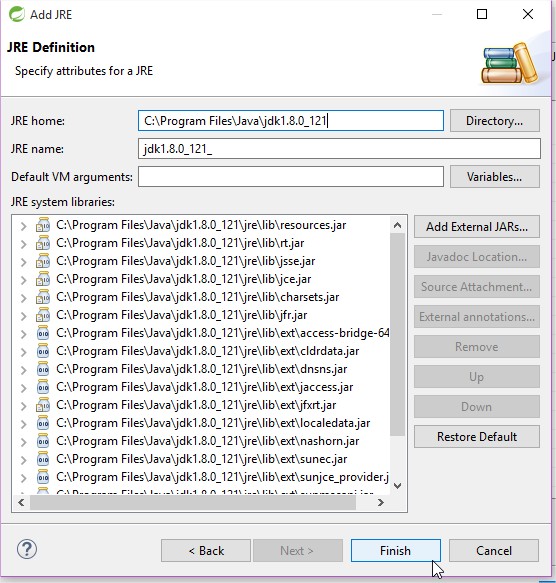 Add JRE
JRE Definition
Specify attributes for a JRE
JRE home:
C:\Program Files\Java\jdk1.8.0_121
Directory...
JRE name:
jdk1.8.0_121_
Default VM arguments:
Variables...
JRE system libraries:
C:\Program Files\Java\jdk1.8.0_121\jre\lib\resources.jar
C:\Program Files\Java\jdk1.8.0_121\jre\lib\rt.jar
C:\Program Files\Java\jdk1.8.0_121\jre\lib\jsse.jar
C:\Program Files\Java\jdk1.8.0_121\jre\lib\jce.jar
C:\Program Files\Java\jdk1.8.0_121\jre\lib\charsets.jar
C:\Program Files\Java\jdk1.8.0_121\jre\lib\jfr.jar
C:\Program Files\Java\jdk1.8.0_121\jre\lib\ext\access-bridge-64
C:\Program Files\Java\jdk1.8.0_121\jre\lib\ext\cldrdata.jar
C:\Program Files\Java\jdk1.8.0_121\jre\lib\ext\dnsns.jar
C:\Program Files\Java\jdk1.8.0_121\jre\lib\ext\jaccess.jar
C:\Program Files\Java\jdk1.8.0_121\jre\lib\ext\jfxrt.jar
C:\Program Files\Java\jdk1.8.0_121\jre\lib\ext\localedata.jar
C:\Program Files\Java\jdk1.8.0_121\jre\lib\ext\nashorn.jar
C:\Program Files\Java\jdk1.8.0_121\jre\lib\ext\sunec.jar
C:\Program Files\Java\jdk1.8.0_121\jre\lib\ext\sunjce_provider.j
Add External JARs...
Javadoc Location...
Source Attachment...
External annotations...
Remove
Up
Down
Restore Default
?
< Back
Next >
Finish
Cancel